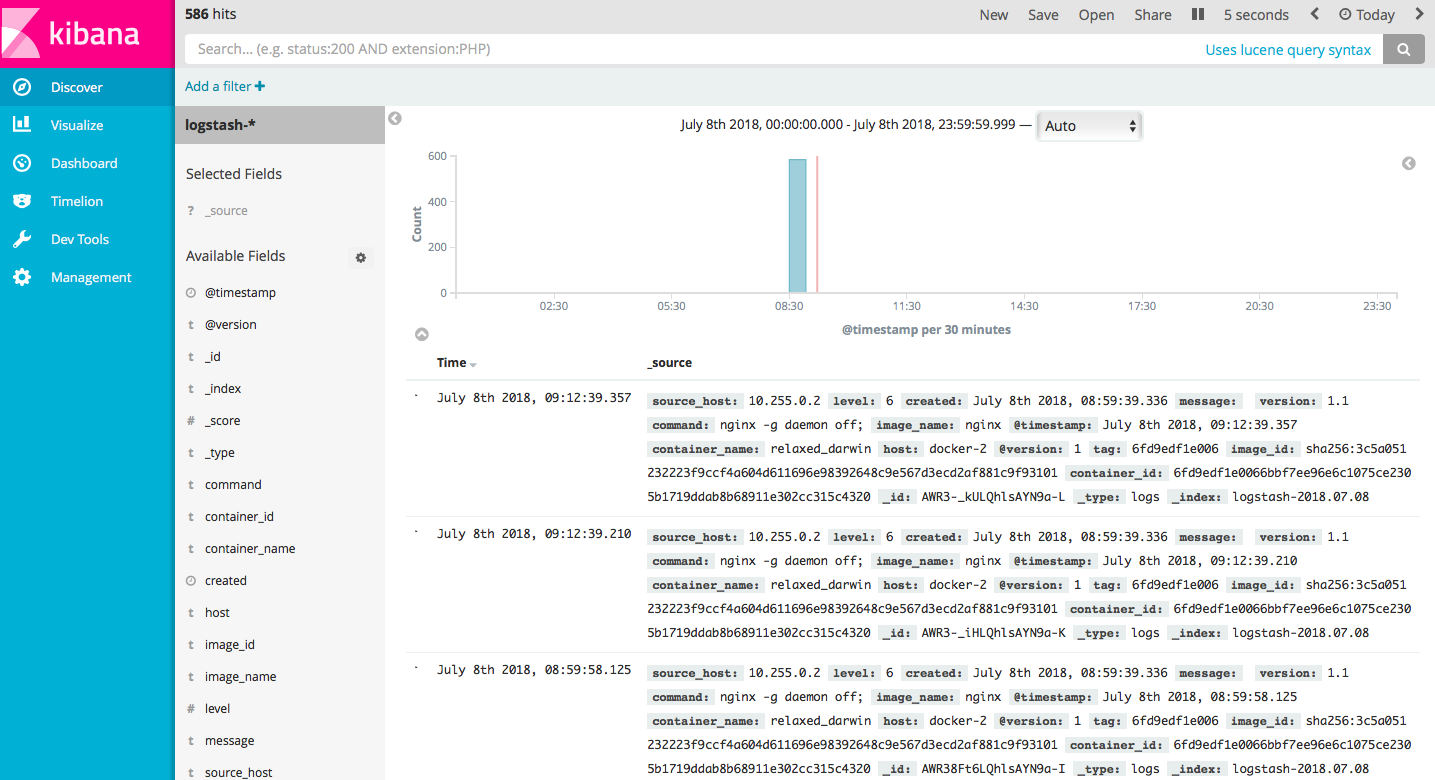 kibana
Discover
Visualize
Dashboard
Timelion
Dev Tools
Management
586 hits
New Save Open Share 5 seconds Today
Search... (e.g. status:200 AND extension:PHP) Uses lucene query syntax
Add a filter
logstash-*
Selected Fields
? _source
Available Fields
@timestamp
t @version
t _id
t _index
# _score
t _type
t command
t container_id
t container_name
created
t host
t image_id
t image_name
# level
t message
t source_host
July 8th 2018, 00:00:00.000 - July 8th 2018, 23:59:59.999 — Auto
600
400
200
0
Count
02:30 05:30 08:30 11:30 14:30 17:30 20:30 23:30
@timestamp per 30 minutes
Time _source
July 8th 2018, 09:12:39.357 source_host: 10.255.0.2 level: 6 created: July 8th 2018, 08:59:39.336 message: version: 1.1
command: nginx -g daemon off; image_name: nginx @timestamp: July 8th 2018, 09:12:39.357
container_name: relaxed_darwin host: docker-2 @version: 1 tag: 6fd9edf1e006 image_id: sha256:3c5a051
232223f9ccf4a604d611696e98392648c9e567d3ecd2af881c9f93101 container_id: 6fd9edf1e0066bbf7ee96e6c1075ce230
5b1719ddab8b68911e302cc315c4320 _id: AWR3-_kULQhlsAYN9a-L _type: logs _index: logstash-2018.07.08
July 8th 2018, 09:12:39.210 source_host: 10.255.0.2 level: 6 created: July 8th 2018, 08:59:39.336 message: version: 1.1
command: nginx -g daemon off; image_name: nginx @timestamp: July 8th 2018, 09:12:39.210
container_name: relaxed_darwin host: docker-2 @version: 1 tag: 6fd9edf1e006 image_id: sha256:3c5a051
232223f9ccf4a604d611696e98392648c9e567d3ecd2af881c9f93101 container_id: 6fd9edf1e0066bbf7ee96e6c1075ce230
5b1719ddab8b68911e302cc315c4320 _id: AWR3-_iHLQhlsAYN9a-K _type: logs _index: logstash-2018.07.08
July 8th 2018, 08:59:58.125 source_host: 10.255.0.2 level: 6 created: July 8th 2018, 08:59:39.336 message: version: 1.1
command: nginx -g daemon off; image_name: nginx @timestamp: July 8th 2018, 08:59:58.125
container_name: relaxed_darwin host: docker-2 @version: 1 tag: 6fd9edf1e006 image_id: sha256:3c5a051
232223f9ccf4a604d611696e98392648c9e567d3ecd2af881c9f93101 container_id: 6fd9edf1e0066bbf7ee96e6c1075ce230
5b1719ddab8b68911e302cc315c4320 _id: AWR38Ft6LQhlsAYN9a-I _type: logs _index: logstash-2018.07.08